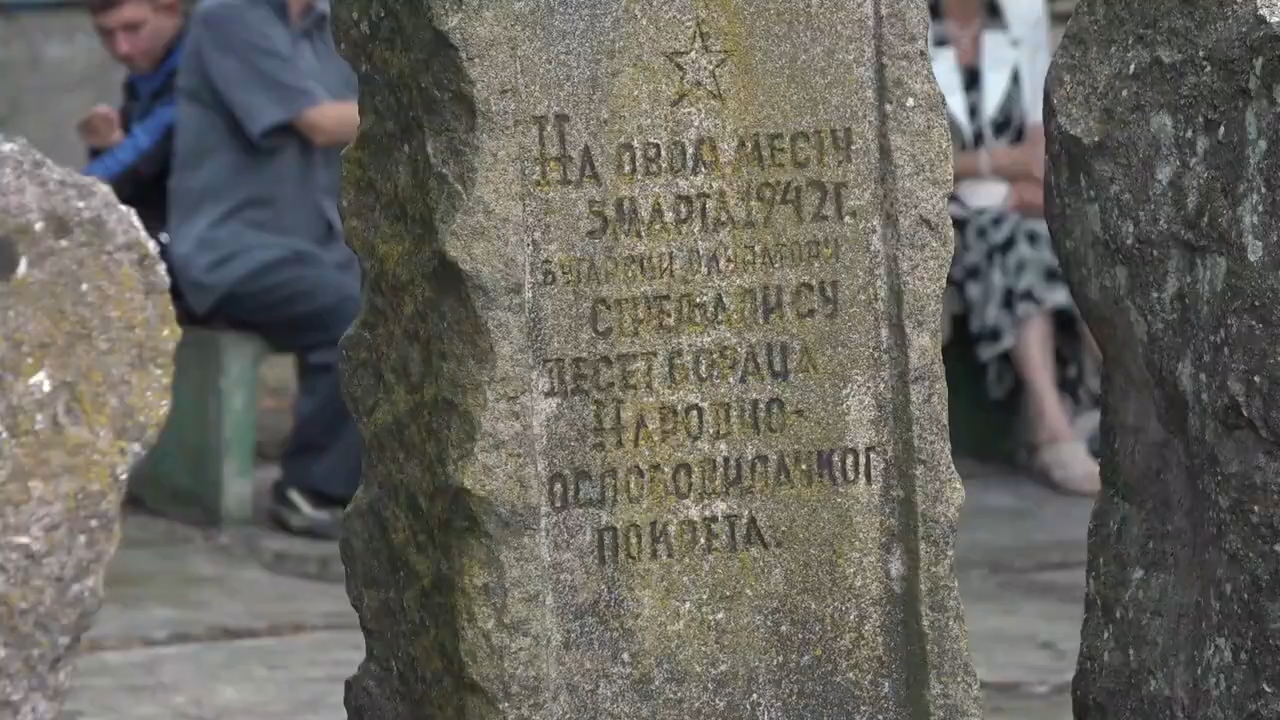 НА ОВОМ МЕСТУ
5 МАРТА 1942 Г.
БУГАРСКИ ОКУПАТОРИ
СТРЕЉАЛИ СУ
ДЕСЕТ БОРАЦА
НАРОДНО-
ОСЛОБОДИЛАЧКОГ
ПОКРЕТА.